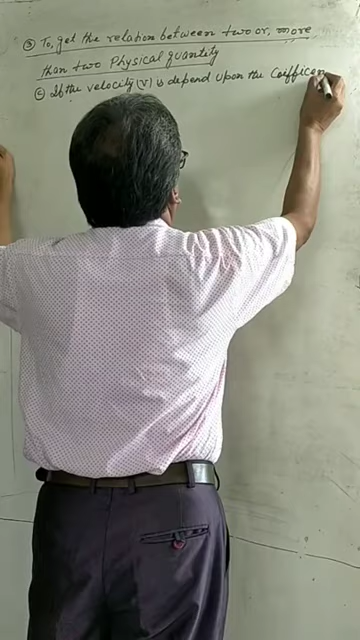 ③ To, get the relation between two or, more
than two Physical quantity
Ⓒ If the velocity (v) is depend upon the Coifficen